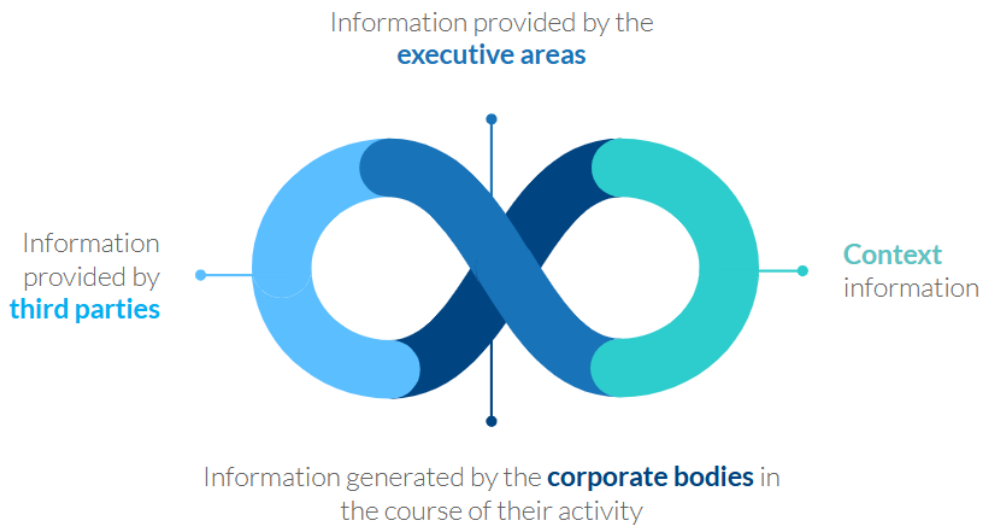 Information provided by the
executive areas
Information
provided by
third parties
Context
information
Information generated by the corporate bodies in
the course of their activity